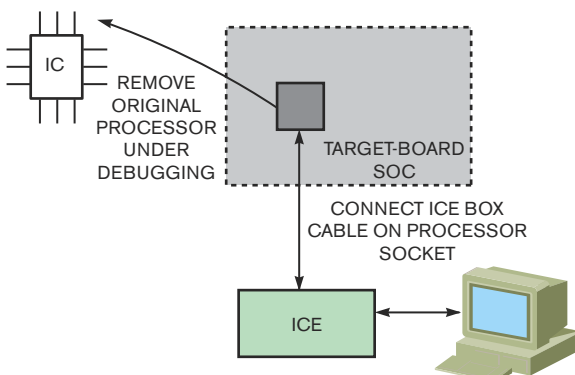 IC
REMOVE
ORIGINAL
PROCESSOR
UNDER
DEBUGGING
TARGET-BOARD
SOC
CONNECT ICE BOX
CABLE ON PROCESSOR
SOCKET
ICE